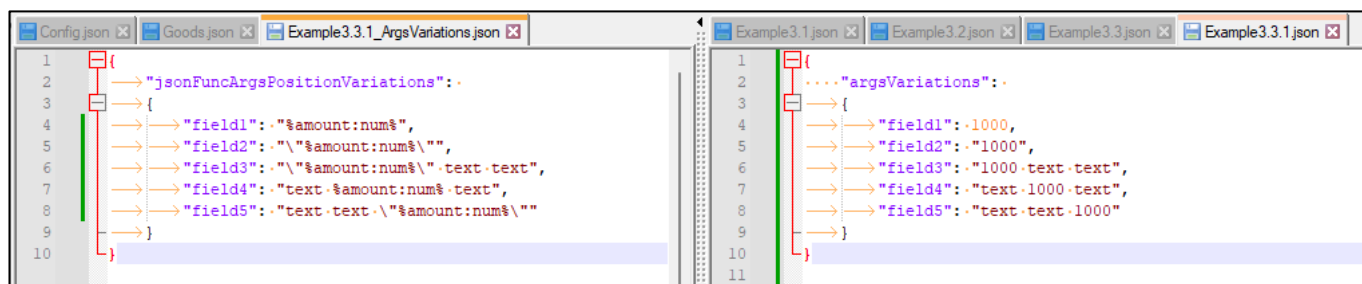 Config.json Goods.json Example3.3.1_ArgsVariations.json
1 {
2 "jsonFuncArgsPositionVariations":
3 {
4 "field1": "%amount:num%",
5 "field2": "\"%amount:num%\"",
6 "field3": "\"%amount:num%\" text text",
7 "field4": "text %amount:num% text",
8 "field5": "text text \"%amount:num%\""
9 }
10 }
Example3.1.json Example3.2.json Example3.3.json Example3.3.1.json
1 {
2 "argsVariations":
3 {
4 "field1": 1000,
5 "field2": "1000",
6 "field3": "1000 text text",
7 "field4": "text 1000 text",
8 "field5": "text text 1000"
9 }
10 }
11